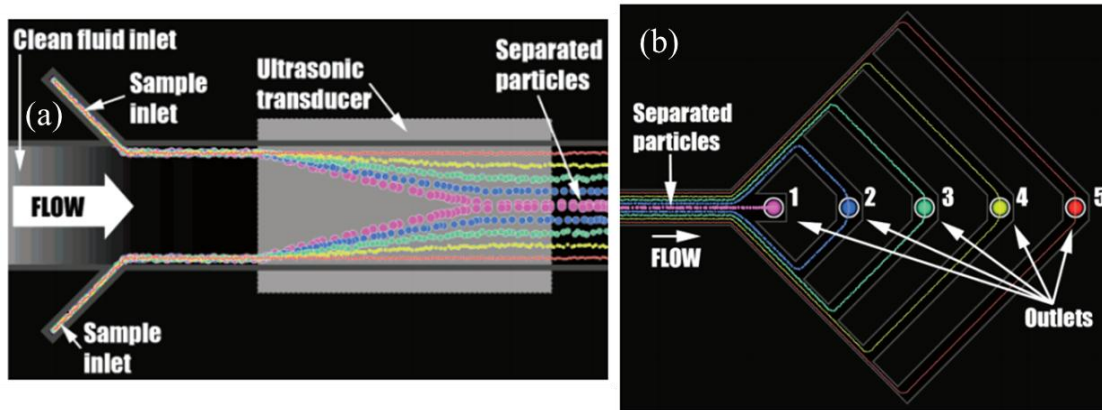 Clean fluid inlet
Sample
inlet
(a)
FLOW
Sample
inlet
Ultrasonic
transducer
Separated
particles
(b)
Separated
particles
FLOW
1
2
3
4
5
Outlets